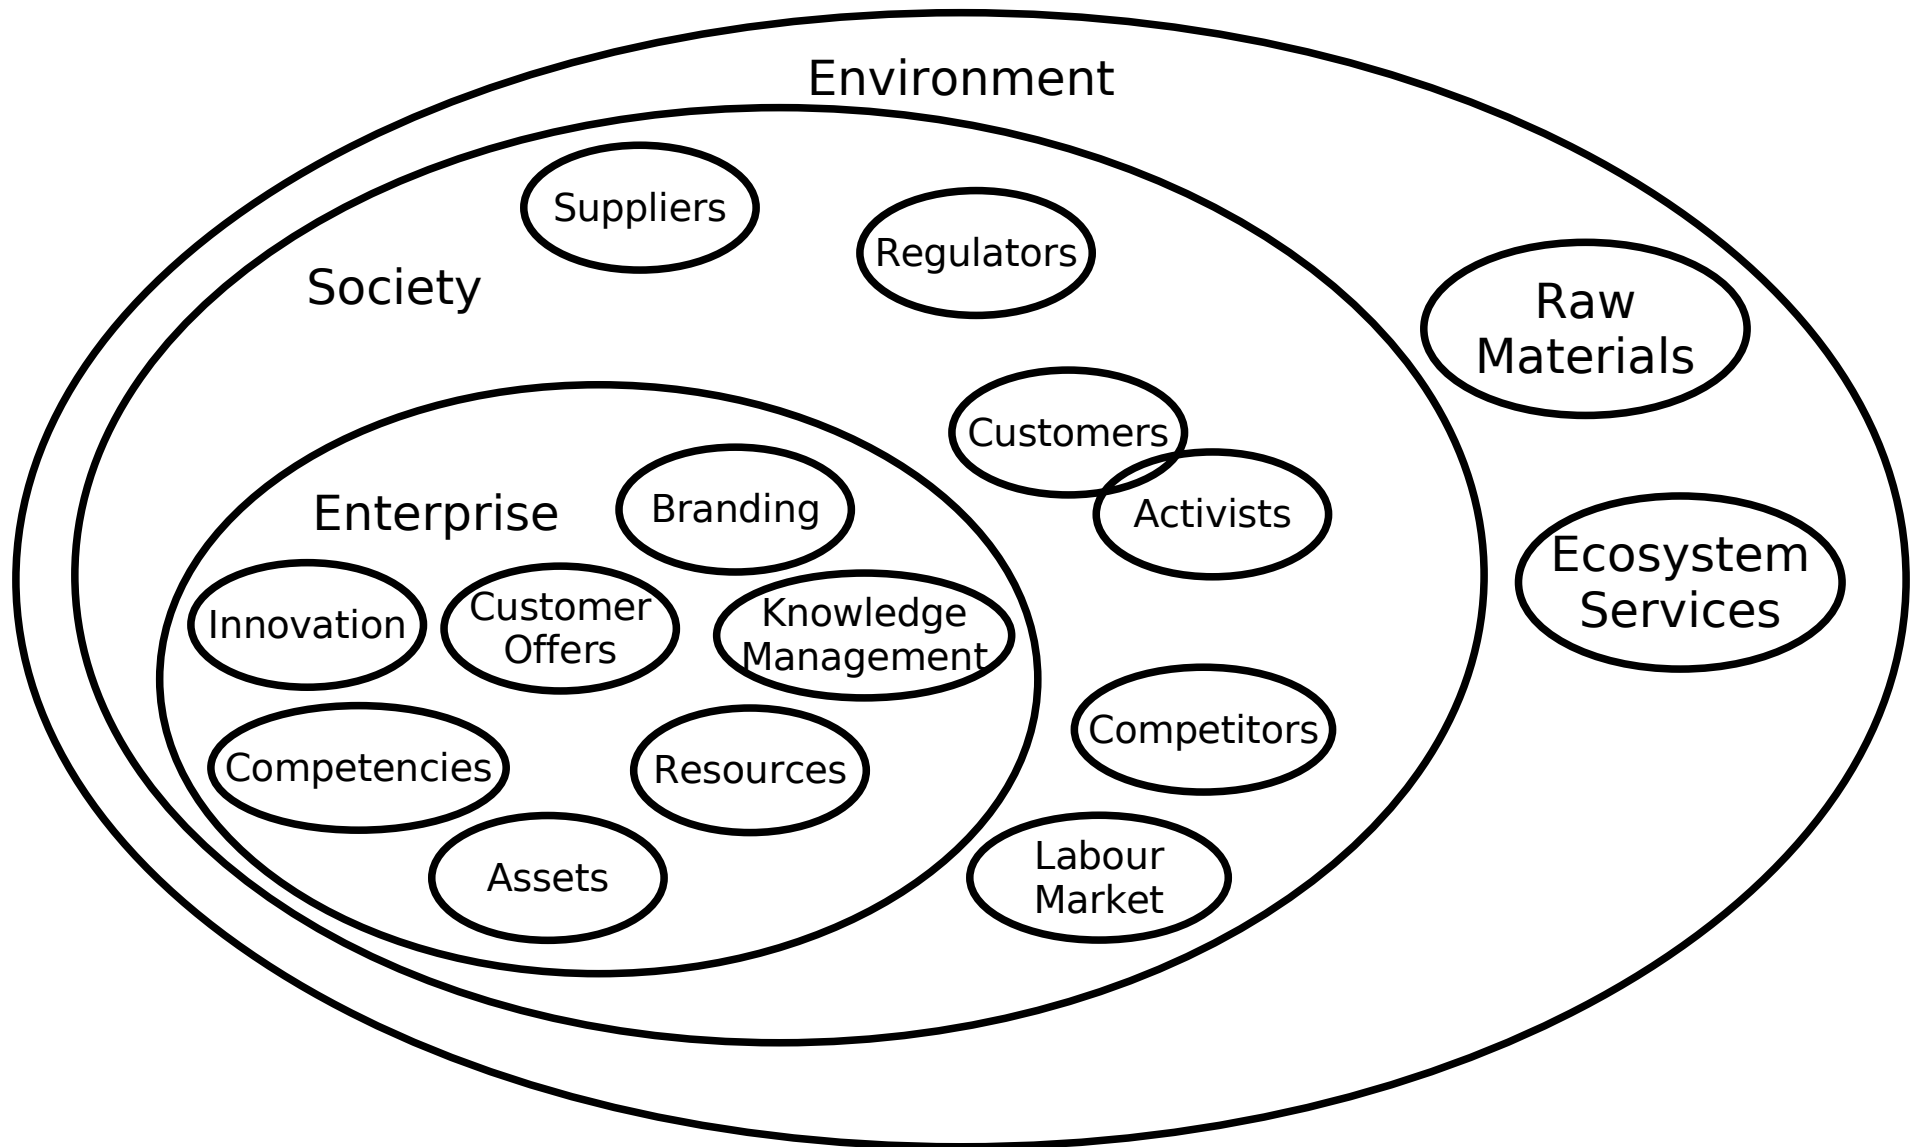 Environment
Suppliers
Regulators
Society
Raw
Materials
Customers
Activists
Enterprise
Branding
Ecosystem
Services
Innovation
Customer
Offers
Knowledge
Management
Competencies
Resources
Competitors
Assets
Labour
Market